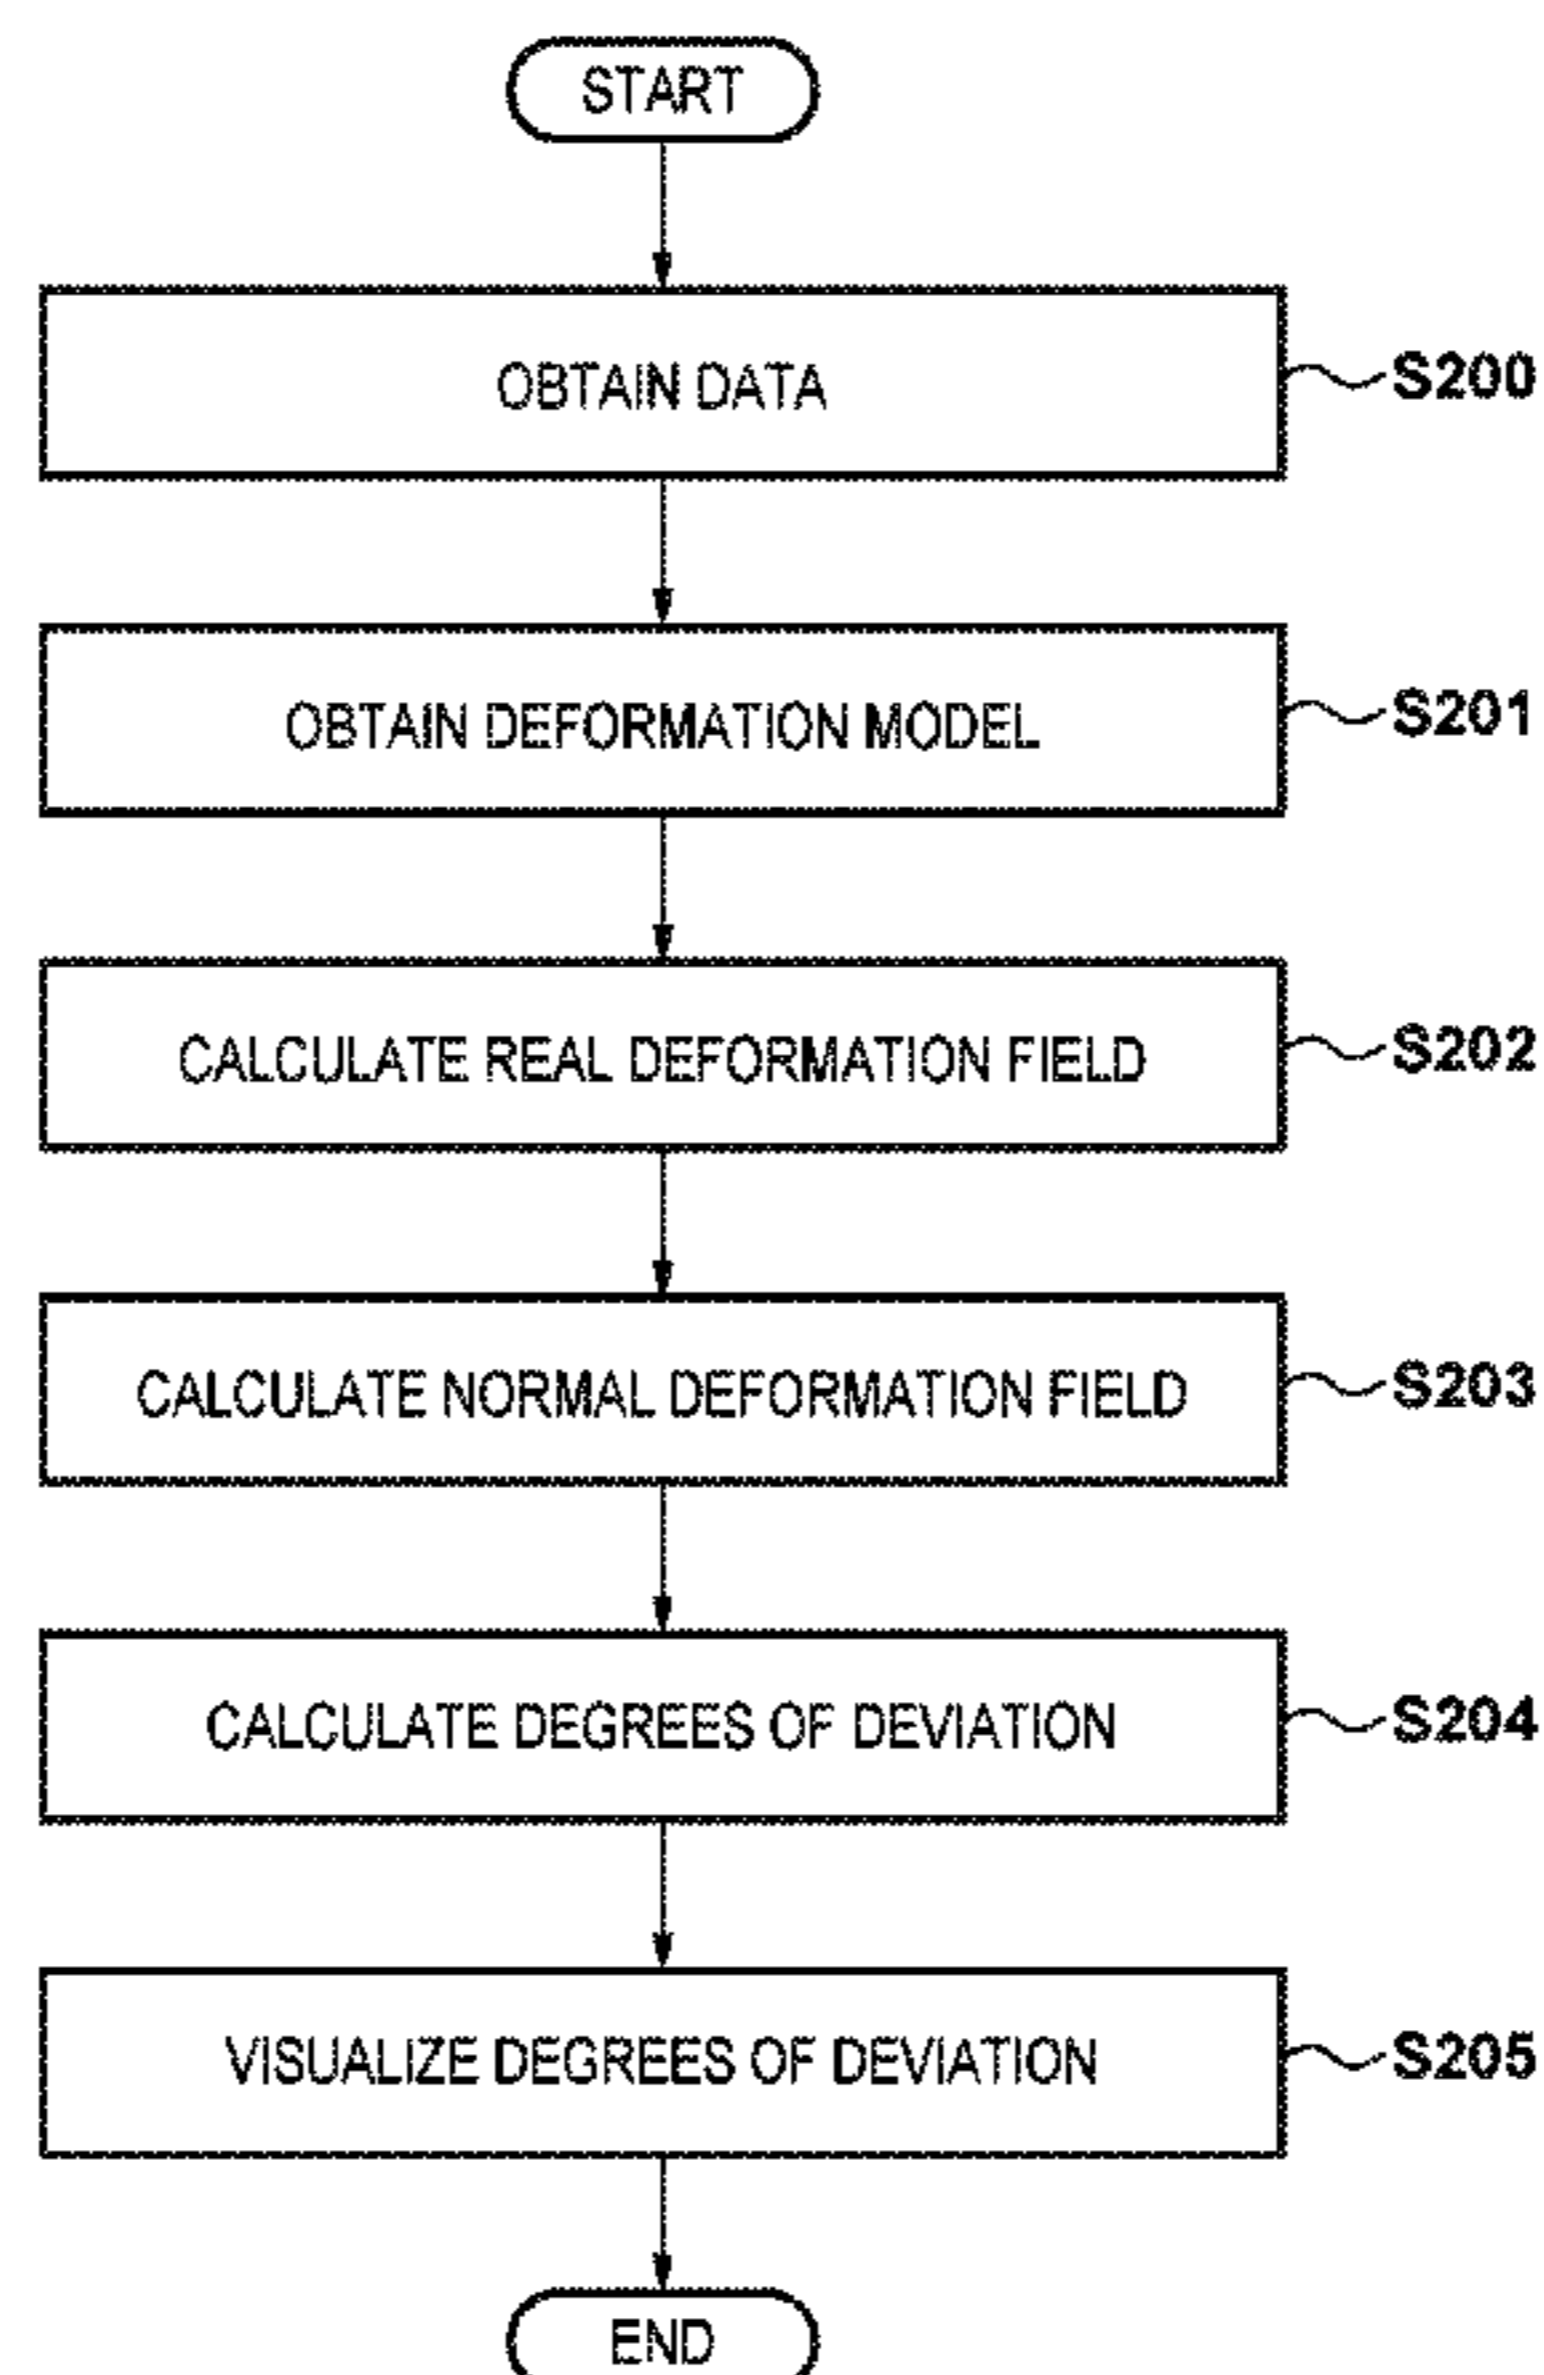 START
OBTAIN DATA
S200
OBTAIN DEFORMATION MODEL
S201
CALCULATE REAL DEFORMATION FIELD
S202
CALCULATE NORMAL DEFORMATION FIELD
S203
CALCULATE DEGREES OF DEVIATION
S204
VISUALIZE DEGREES OF DEVIATION
S205
END